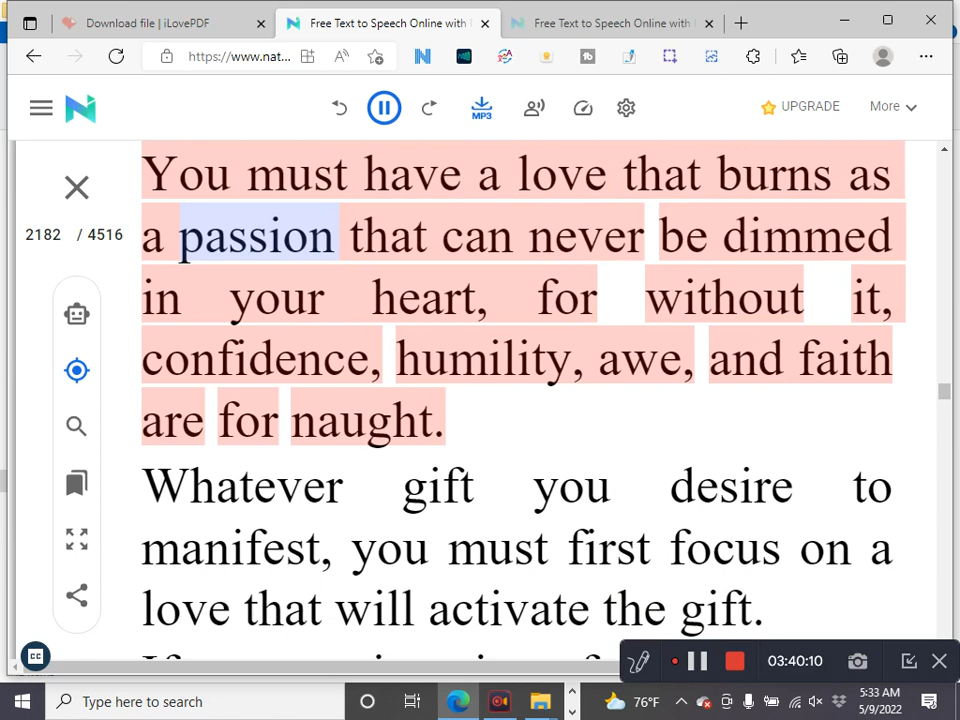 Download file | iLovePDF
Free Text to Speech Online with
Free Text to Speech Online with
https://www.nat...
MP3
UPGRADE
More
You must have a love that burns as
a passion that can never be dimmed
in your heart, for without it,
confidence, humility, awe, and faith
are for naught.
2182 / 4516
Whatever gift you desire to
manifest, you must first focus on a
love that will activate the gift.
CC
03:40:10
Type here to search
76°F
5:33 AM
5/9/2022